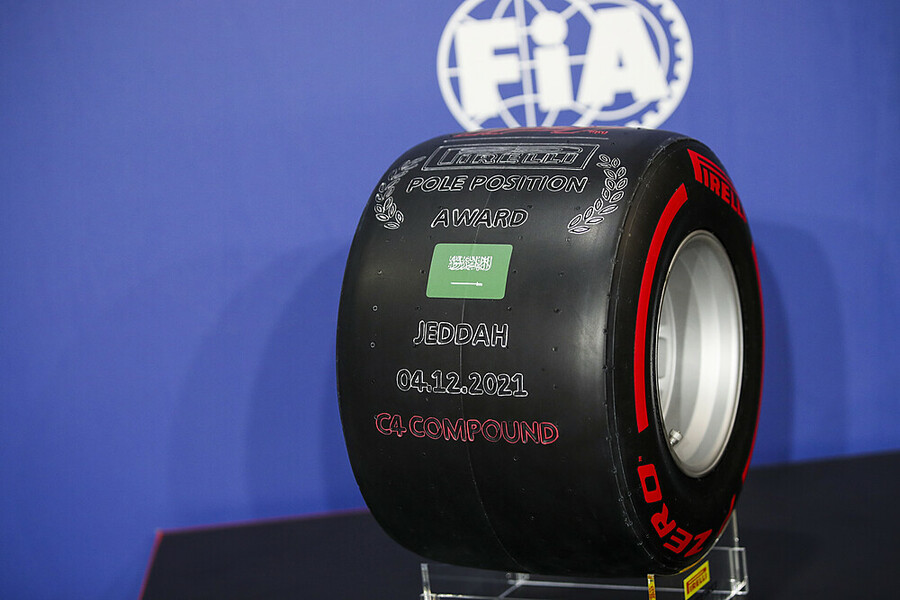 FIA
PIRELLI
POLE POSITION
AWARD
JEDDAH
04.12.2021
C4 COMPOUND
PIRELLI
ZERO
PIRELLI